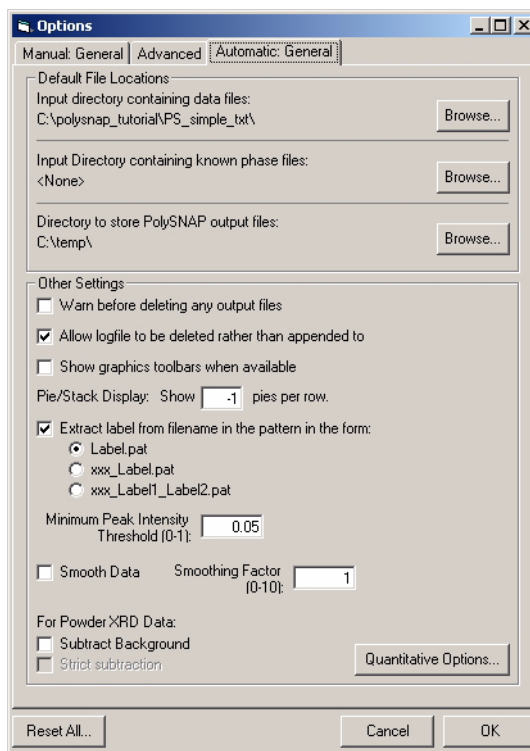 Options
Manual: General Advanced Automatic: General
Default File Locations
Input directory containing data files:
C:\polysnap_tutorial\PS_simple_txt\
Browse...
Input Directory containing known phase files:
<None>
Browse...
Directory to store PolySNAP output files:
C:\temp\
Browse...
Other Settings
Warn before deleting any output files
Allow logfile to be deleted rather than appended to
Show graphics toolbars when available
Pie/Stack Display: Show -1 pies per row.
Extract label from filename in the pattern in the form:
Label.pat
xxx_Label.pat
xxx_Label1_Label2.pat
Minimum Peak Intensity
Threshold (0-1): 0.05
Smooth Data Smoothing Factor
(0-10): 1
For Powder XRD Data:
Subtract Background
Strict subtraction
Quantitative Options...
Reset All... Cancel OK